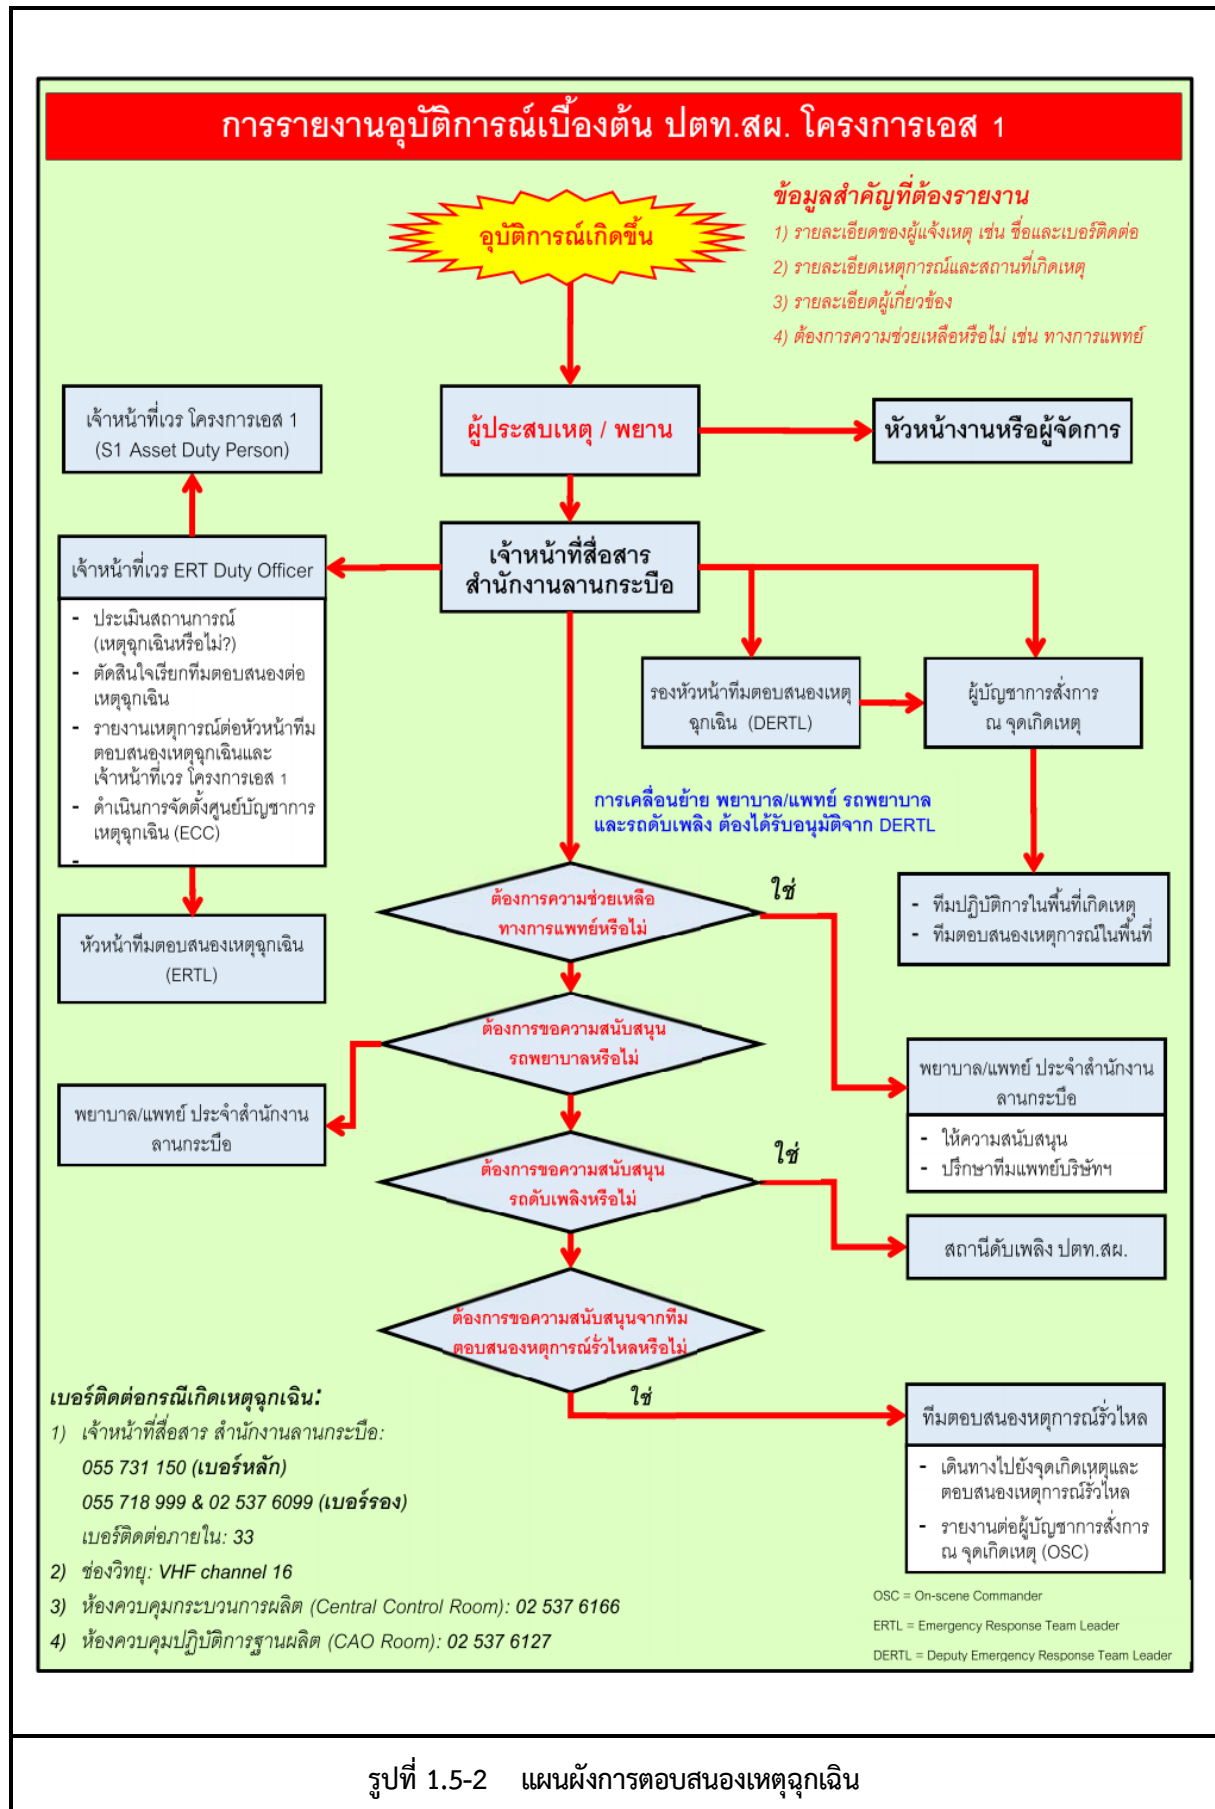 การรายงานอุบัติการณ์เบื้องต้น ปตท.สผ. โครงการเอส 1
อุบัติการณ์เกิดขึ้น
ข้อมูลสำคัญที่ต้องรายงาน
1) รายละเอียดของผู้แจ้งเหตุ เช่น ชื่อและเบอร์ติดต่อ
2) รายละเอียดเหตุการณ์และสถานที่เกิดเหตุ
3) รายละเอียดผู้เกี่ยวข้อง
4) ต้องการความช่วยเหลือหรือไม่ เช่น ทางการแพทย์
เจ้าหน้าที่เวร โครงการเอส 1
(S1 Asset Duty Person)
ผู้ประสบเหตุ / พยาน
หัวหน้างานหรือผู้จัดการ
เจ้าหน้าที่เวร ERT Duty Officer
- ประเมินสถานการณ์
(เหตุฉุกเฉินหรือไม่?)
- ตัดสินใจเรียกทีมตอบสนองต่อ
เหตุฉุกเฉิน
- รายงานเหตุการณ์ต่อหัวหน้าทีม
ตอบสนองเหตุฉุกเฉินและ
เจ้าหน้าที่เวร โครงการเอส 1
- ดำเนินการจัดตั้งศูนย์บัญชาการ
เหตุฉุกเฉิน (ECC)
-
เจ้าหน้าที่สื่อสาร
สำนักงานลานกระบือ
รองหัวหน้าทีมตอบสนองเหตุ
ฉุกเฉิน (DERTL)
ผู้บัญชาการสั่งการ
ณ จุดเกิดเหตุ
การเคลื่อนย้าย พยาบาล/แพทย์ รถพยาบาล
และรถดับเพลิง ต้องได้รับอนุมัติจาก DERTL
ต้องการความช่วยเหลือ
ทางการแพทย์หรือไม่
ใช่
- ทีมปฏิบัติการในพื้นที่เกิดเหตุ
- ทีมตอบสนองเหตุการณ์ในพื้นที่
หัวหน้าทีมตอบสนองเหตุฉุกเฉิน
(ERTL)
ต้องการขอความสนับสนุน
รถพยาบาลหรือไม่
พยาบาล/แพทย์ ประจำสำนักงาน
ลานกระบือ
- ให้ความสนับสนุน
- ปรึกษาทีมแพทย์บริษัทฯ
พยาบาล/แพทย์ ประจำสำนักงาน
ลานกระบือ
ต้องการขอความสนับสนุน
รถดับเพลิงหรือไม่
ใช่
สถานีดับเพลิง ปตท.สผ.
ต้องการขอความสนับสนุนจากทีม
ตอบสนองหตุการณ์รั่วไหลหรือไม่
ใช่
ทีมตอบสนองหตุการณ์รั่วไหล
- เดินทางไปยังจุดเกิดเหตุและ
ตอบสนองเหตุการณ์รั่วไหล
- รายงานต่อผู้บัญชาการสั่งการ
ณ จุดเกิดเหตุ (OSC)
เบอร์ติดต่อกรณีเกิดเหตุฉุกเฉิน:
1) เจ้าหน้าที่สื่อสาร สำนักงานลานกระบือ:
055 731 150 (เบอร์หลัก)
055 718 999 & 02 537 6099 (เบอร์รอง)
เบอร์ติดต่อภายใน: 33
2) ช่องวิทยุ: VHF channel 16
3) ห้องควบคุมกระบวนการผลิต (Central Control Room): 02 537 6166
4) ห้องควบคุมปฏิบัติการฐานผลิต (CAO Room): 02 537 6127
OSC = On-scene Commander
ERTL = Emergency Response Team Leader
DERTL = Deputy Emergency Response Team Leader
รูปที่ 1.5-2 แผนผังการตอบสนองเหตุฉุกเฉิน